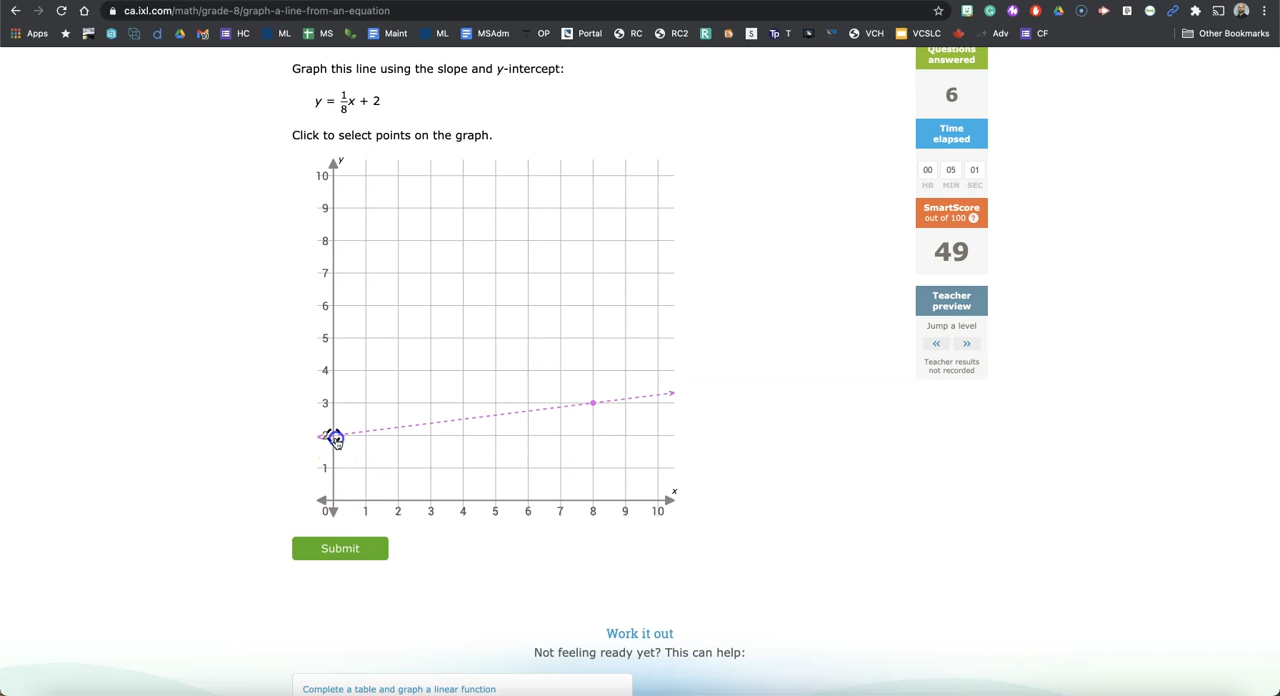 ca.ixl.com/math/grade-8/graph-a-line-from-an-equation
Apps HC MS Maint ML MSAdm OP Portal RC RC2 T VCH VCSLC Adv CF Other Bookmarks
Graph this line using the slope and y-intercept:
y = 1/8x + 2
Click to select points on the graph.
y
10
9
8
7
6
5
4
3
2
1
x
0 1 2 3 4 5 6 7 8 9 10
Submit
Questions
answered
6
Time
elapsed
00 05 01
HR MIN SEC
SmartScore
out of 100 ?
49
Teacher
preview
Jump a level
« »
Teacher results
not recorded
Work it out
Not feeling ready yet? This can help:
Complete a table and graph a linear function